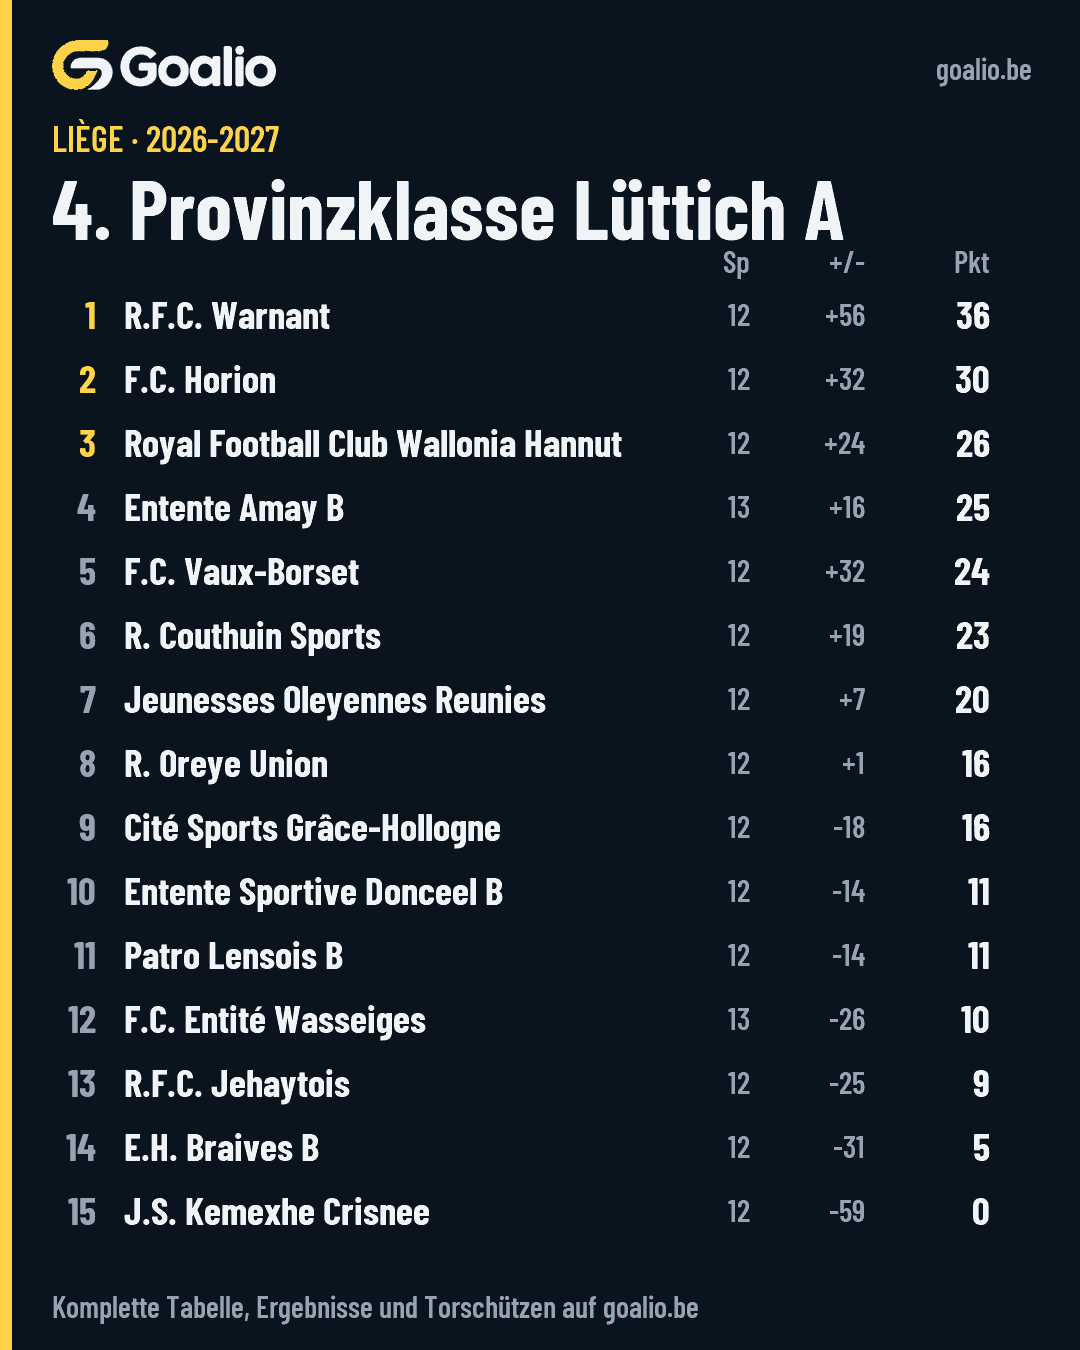 Goalio
goalio.be
LIÈGE · 2026-2027
4. Provinzklasse Lüttich A
Sp +/- Pkt
1 R.F.C. Warnant 12 +56 36
2 F.C. Horion 12 +32 30
3 Royal Football Club Wallonia Hannut 12 +24 26
4 Entente Amay B 13 +16 25
5 F.C. Vaux-Borset 12 +32 24
6 R. Couthuin Sports 12 +19 23
7 Jeunesses Oleyennes Reunies 12 +7 20
8 R. Oreye Union 12 +1 16
9 Cité Sports Grâce-Hollogne 12 -18 16
10 Entente Sportive Donceel B 12 -14 11
11 Patro Lensois B 12 -14 11
12 F.C. Entité Wasseiges 13 -26 10
13 R.F.C. Jehaytois 12 -25 9
14 E.H. Braives B 12 -31 5
15 J.S. Kemexhe Crisnee 12 -59 0
Komplette Tabelle, Ergebnisse und Torschützen auf goalio.be